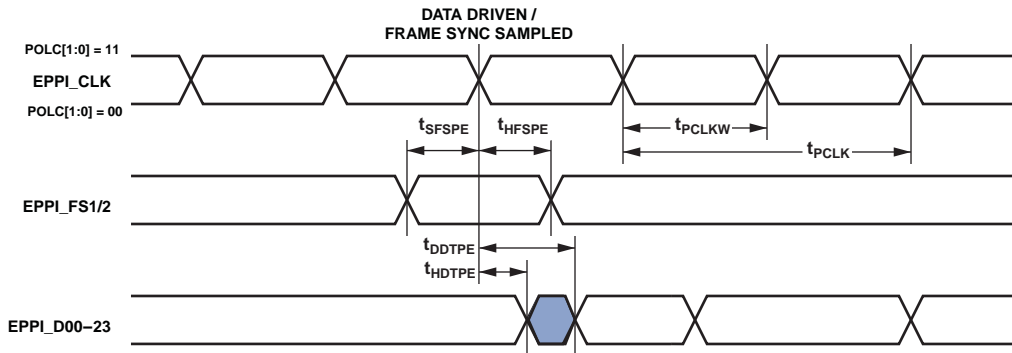 DATA DRIVEN /
FRAME SYNC SAMPLED
POLC[1:0] = 11
EPPI_CLK
POLC[1:0] = 00
tSFSPE
tHFSPE
tPCLKW
tPCLK
EPPI_FS1/2
tDDTPE
tHDTPE
EPPI_D00–23